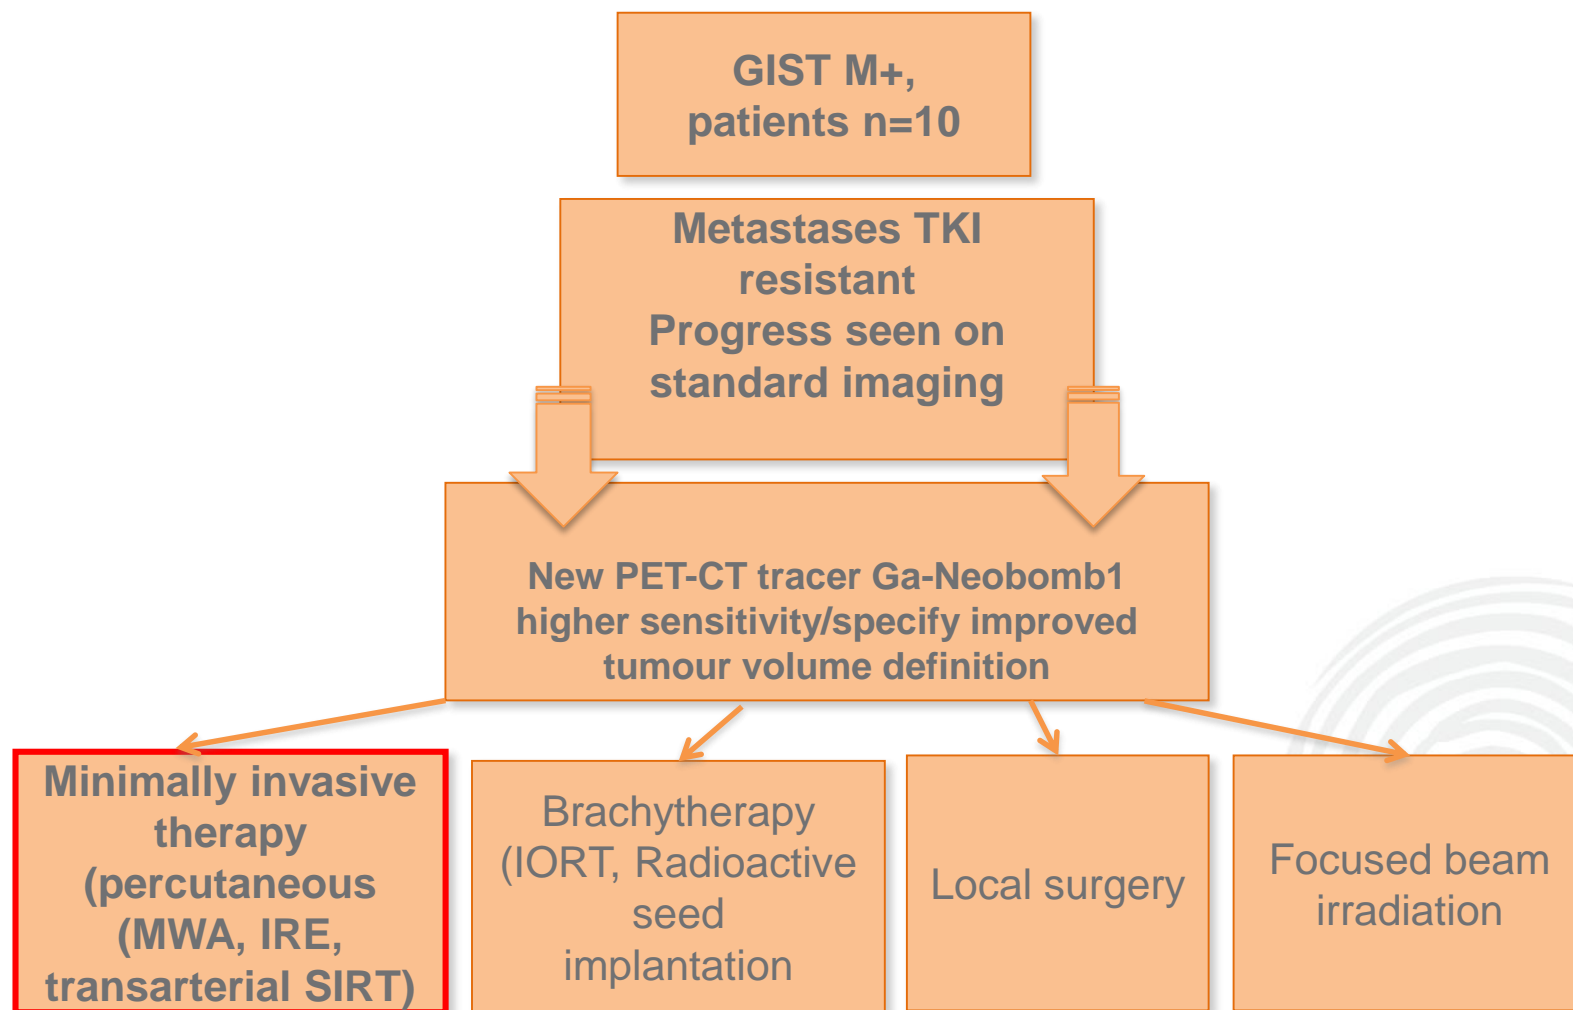 GIST M+,
patients n=10
Metastases TKI
resistant
Progress seen on
standard imaging
New PET-CT tracer Ga-Neobomb1
higher sensitivity/specify improved
tumour volume definition
Minimally invasive
therapy
(percutaneous
(MWA, IRE,
transarterial SIRT)
Brachytherapy
(IORT, Radioactive
seed
implantation
Local surgery
Focused beam
irradiation